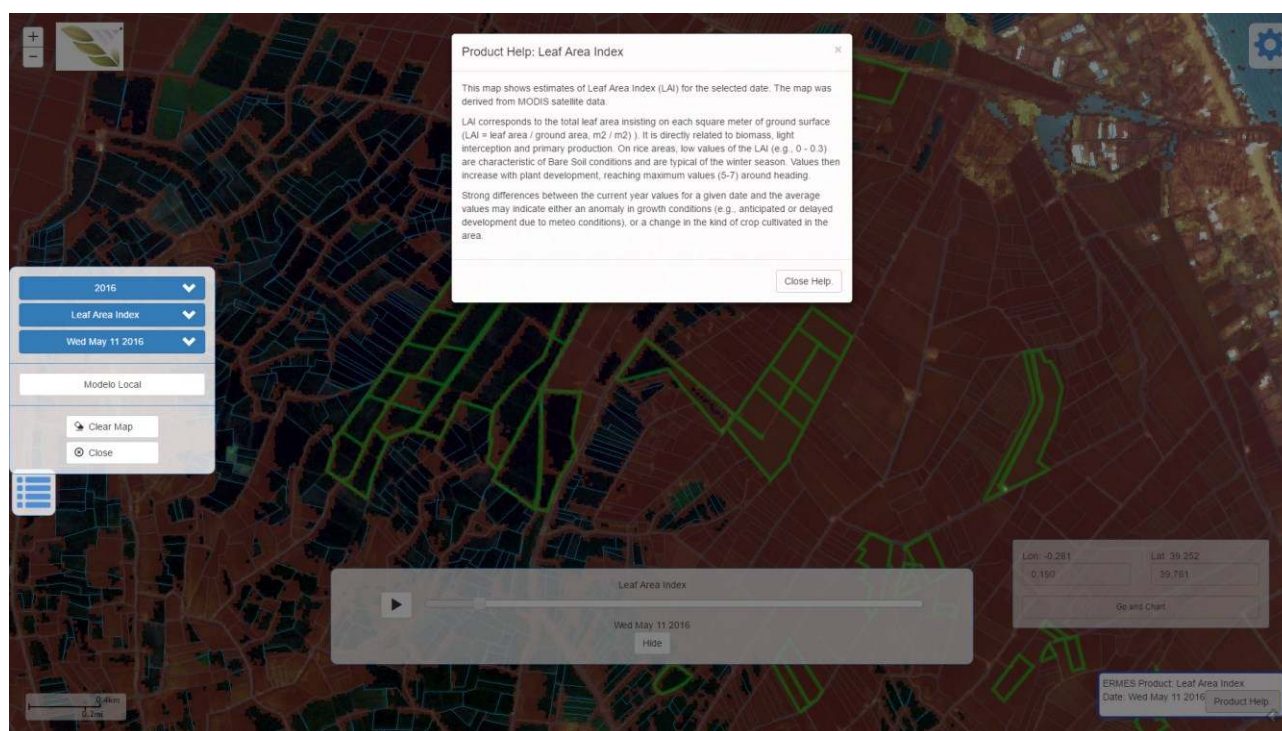 +
-
Product Help: Leaf Area Index
×
This map shows estimates of Leaf Area Index (LAI) for the selected date. The map was
derived from MODIS satellite data.
LAI corresponds to the total leaf area insisting on each square meter of ground surface
(LAI = leaf area / ground area, m2 / m2) ). It is directly related to biomass, light
interception and primary production. On rice areas, low values of the LAI (e.g., 0 - 0.3)
are characteristic of Bare Soil conditions and are typical of the winter season. Values then
increase with plant development, reaching maximum values (5-7) around heading.
Strong differences between the current year values for a given date and the average
values may indicate either an anomaly in growth conditions (e.g., anticipated or delayed
development due to meteo conditions), or a change in the kind of crop cultivated in the
area.
Close Help.
2016
Leaf Area Index
Wed May 11 2016
Modelo Local
Clear Map
Close
Lon: -0.281 Lat: 39.252
0.160 39.761
Go and Chart
Leaf Area Index
Wed May 11 2016
Hide
ERMES Product: Leaf Area Index
Date: Wed May 11 2016
Product Help
0.4km
0.2mi